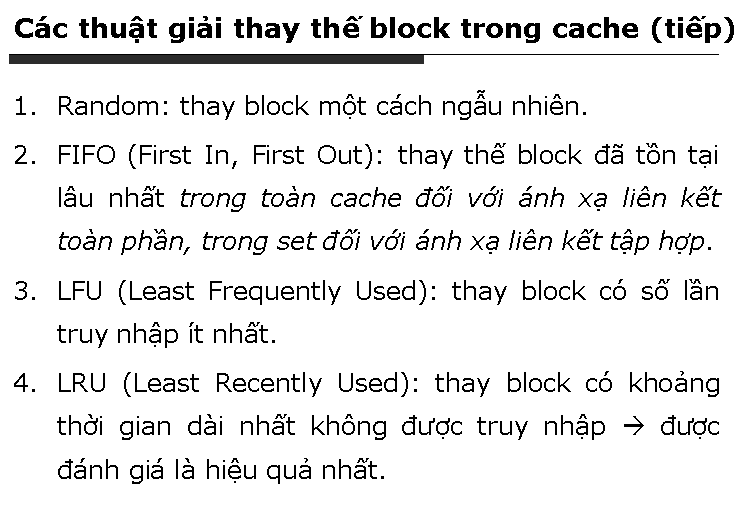 Các thuật giải thay thế block trong cache (tiếp)
1. Random: thay block một cách ngẫu nhiên.
2. FIFO (First In, First Out): thay thế block đã tồn tại
lâu nhất trong toàn cache đối với ánh xạ liên kết
toàn phần, trong set đối với ánh xạ liên kết tập hợp.
3. LFU (Least Frequently Used): thay block có số lần
truy nhập ít nhất.
4. LRU (Least Recently Used): thay block có khoảng
thời gian dài nhất không được truy nhập → được
đánh giá là hiệu quả nhất.